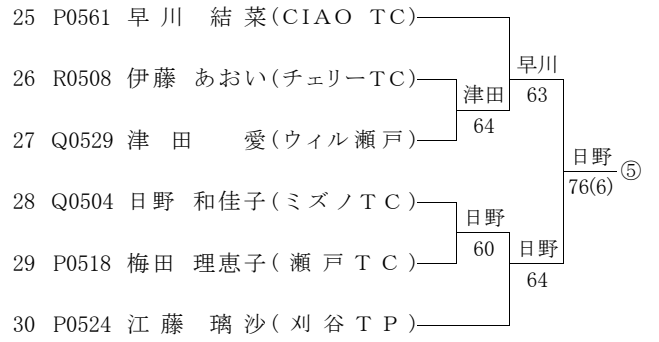 25 P0561 早川 結菜(CIAO TC)
早川
26 R0508 伊藤 あおい(チェリーTC)
津田 63
64
27 Q0529 津田 愛(ウィル瀬戸)
日野 ⑤
76(6)
28 Q0504 日野 和佳子(ミズノTC)
日野
60 日野
29 P0518 梅田 理恵子(瀬戸TC)
64
30 P0524 江藤 璃沙(刈谷TP)